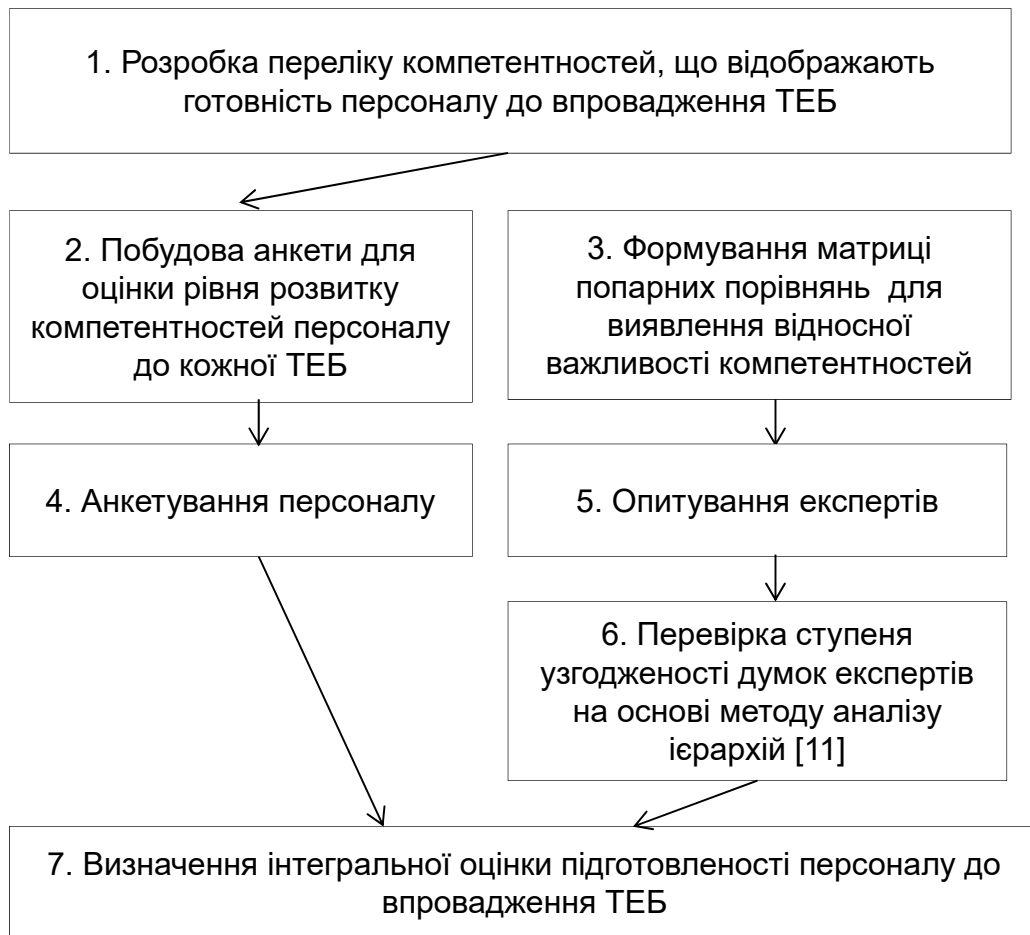 1. Розробка переліку компетентностей, що відображають
готовність персоналу до впровадження ТЕБ
2. Побудова анкети для
оцінки рівня розвитку
компетентностей персоналу
до кожної ТЕБ
3. Формування матриці
попарних порівнянь для
виявлення відносної
важливості компетентностей
4. Анкетування персоналу
5. Опитування експертів
6. Перевірка ступеня
узгодженості думок експертів
на основі методу аналізу
ієрархій [11]
7. Визначення інтегральної оцінки підготовленості персоналу до
впровадження ТЕБ